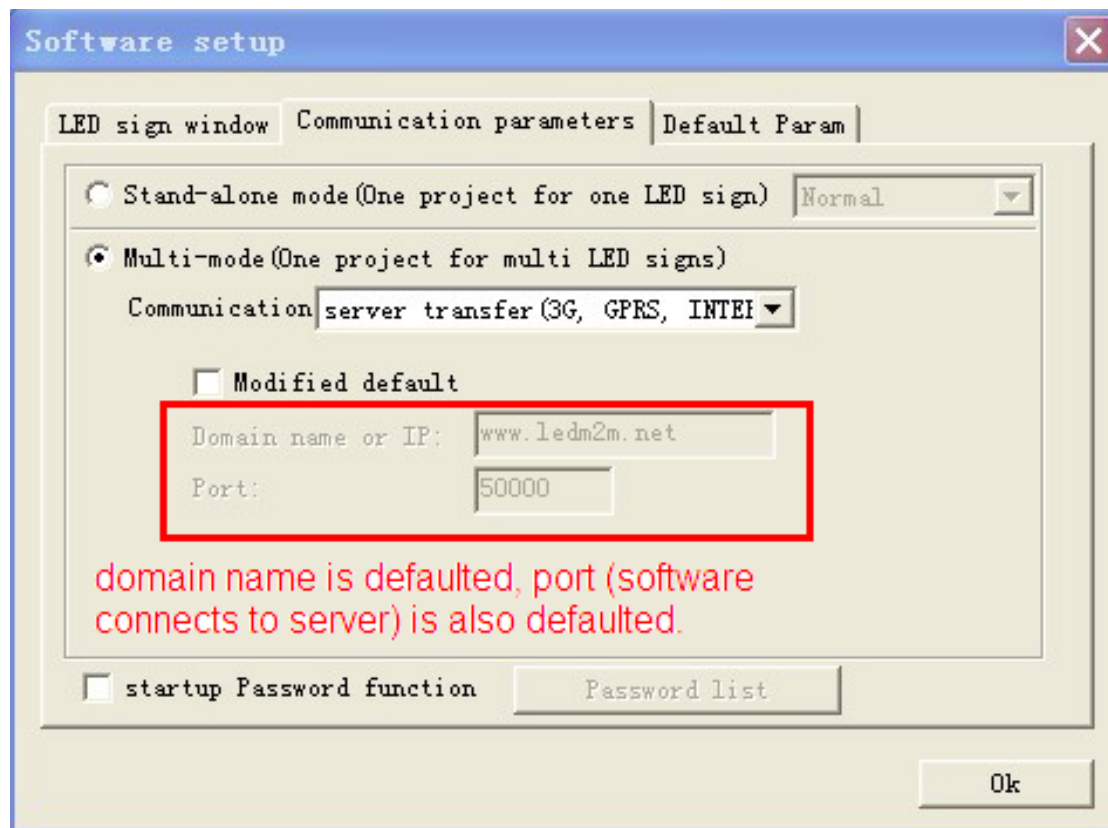 Software setup
LED sign window Communication parameters Default Param
Stand-alone mode(One project for one LED sign) Normal
Multi-mode(One project for multi LED signs)
Communication server transfer(3G, GPRS, INTE
Modified default
Domain name or IP: www.ledm2m.net
Port: 50000
domain name is defaulted, port (software
connects to server) is also defaulted.
startup Password function Password list
Ok